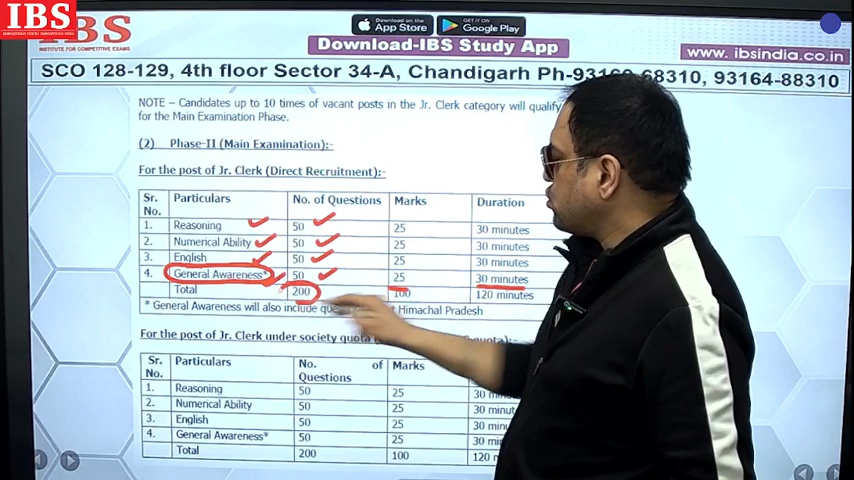 IBS
INSTITUTE FOR COMPETITIVE EXAMS
IBS
INSTITUTE FOR COMPETITIVE EXAMS
Download on the
App Store
GET IT ON
Google Play
Download-IBS Study App
www. ibsindia.co.in
SCO 128-129, 4th floor Sector 34-A, Chandigarh Ph-93160-68310, 93164-88310
NOTE – Candidates up to 10 times of vacant posts in the Jr. Clerk category will qualify
for the Main Examination Phase.
(2) Phase-II (Main Examination):-
For the post of Jr. Clerk (Direct Recruitment):-
Sr. No. Particulars No. of Questions Marks Duration
1. Reasoning 50 25 30 minutes
2. Numerical Ability 50 25 30 minutes
3. English 50 25 30 minutes
4. General Awareness* 50 25 30 minutes
Total 200 100 120 minutes
* General Awareness will also include Himachal Pradesh
For the post of Jr. Clerk under society quota
Sr. No. Particulars No. of Questions Marks
1. Reasoning 50 25 30
2. Numerical Ability 50 25 30
3. English 50 25 30
4. General Awareness* 50 25 30
Total 200 100